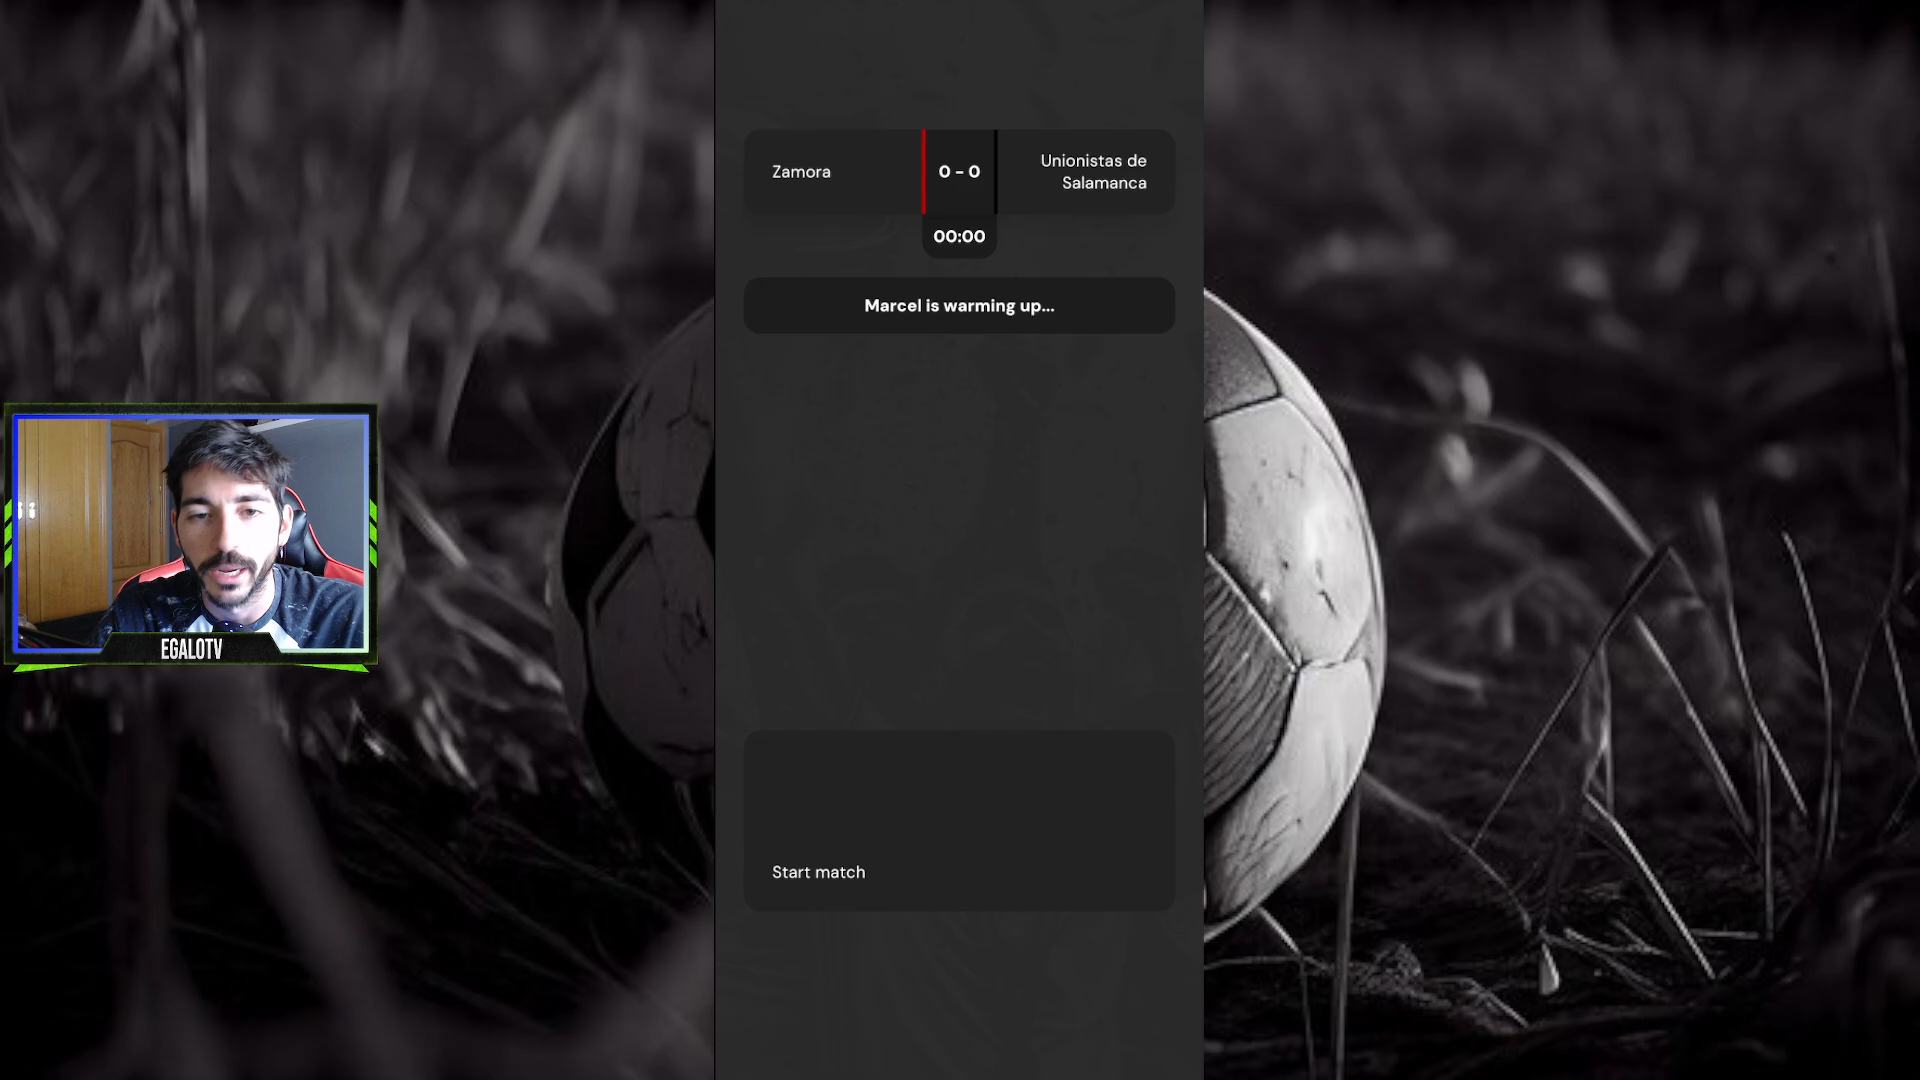 Zamora
0 - 0
Unionistas de
Salamanca
00:00
Marcel is warming up...
EGALOTV
Start match